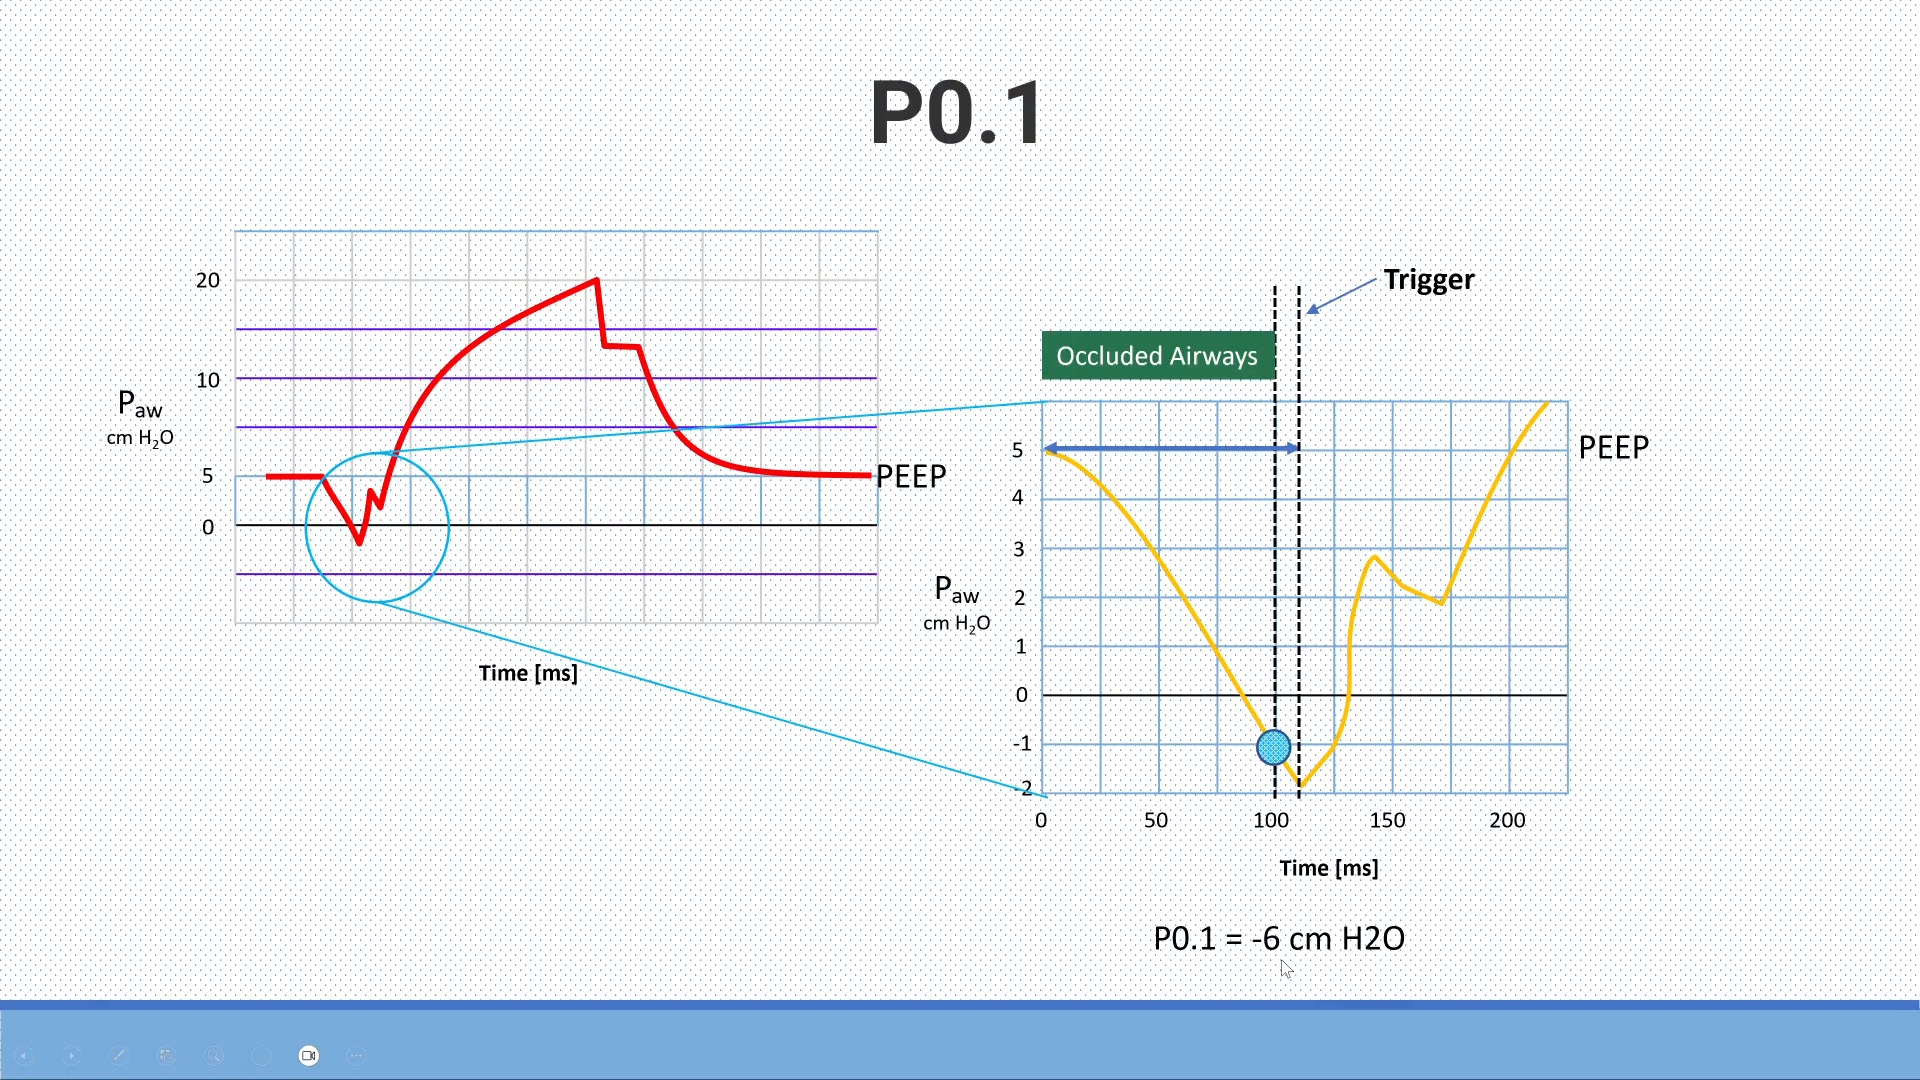 P0.1
20
10
5
0
Paw
cm H2O
PEEP
Time [ms]
Trigger
Occluded Airways
5
4
3
2
1
0
-1
-2
Paw
cm H2O
PEEP
0 50 100 150 200
Time [ms]
P0.1 = -6 cm H2O